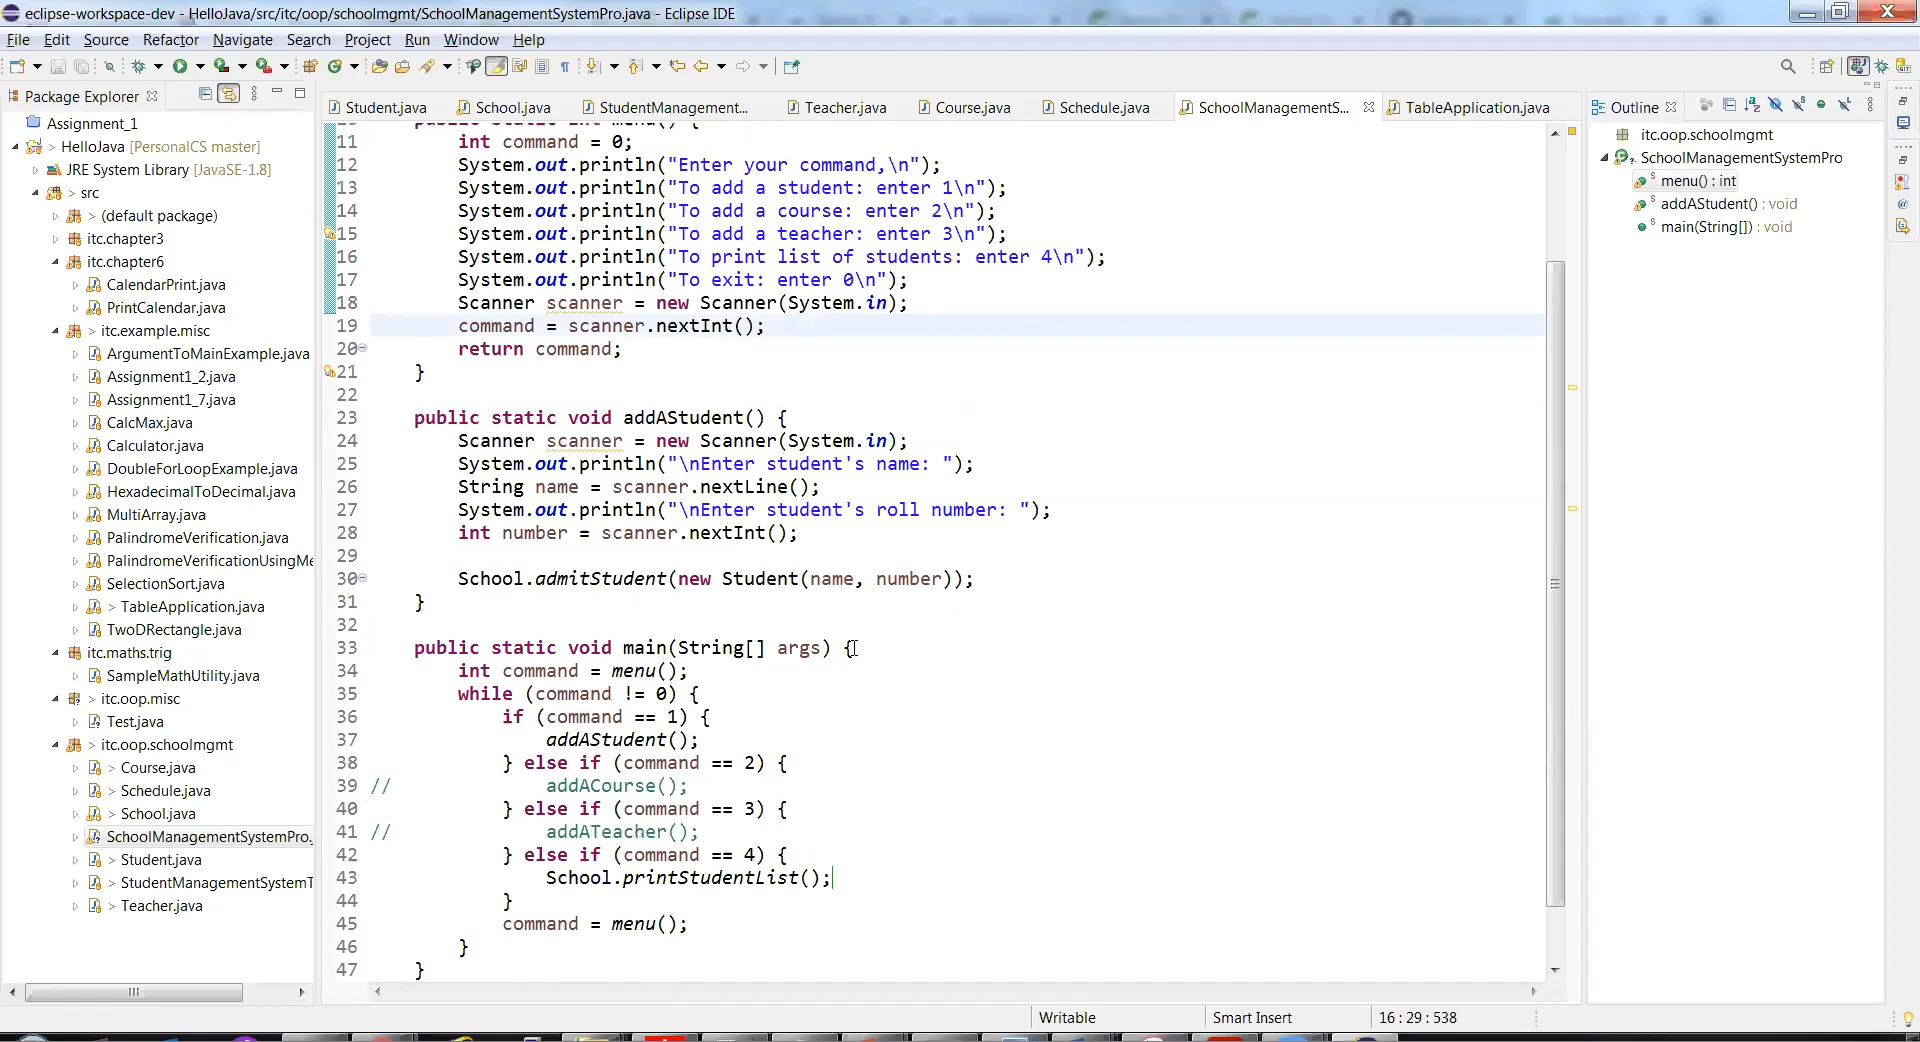 eclipse-workspace-dev - HelloJava/src/itc/oop/schoolmgmt/SchoolManagementSystemPro.java - Eclipse IDE
File Edit Source Refactor Navigate Search Project Run Window Help
Package Explorer
Assignment_1
> HelloJava [PersonalCS master]
JRE System Library [JavaSE-1.8]
> src
> (default package)
itc.chapter3
itc.chapter6
CalendarPrint.java
PrintCalendar.java
> itc.example.misc
ArgumentToMainExample.java
Assignment1_2.java
Assignment1_7.java
CalcMax.java
Calculator.java
DoubleForLoopExample.java
HexadecimalToDecimal.java
MultiArray.java
PalindromeVerification.java
PalindromeVerificationUsingMe
SelectionSort.java
> TableApplication.java
TwoDRectangle.java
itc.maths.trig
SampleMathUtility.java
> itc.oop.misc
Test.java
> itc.oop.schoolmgmt
> Course.java
> Schedule.java
> School.java
SchoolManagementSystemPro.
> Student.java
> StudentManagementSystemT
> Teacher.java
Student.java School.java StudentManagement... Teacher.java Course.java Schedule.java SchoolManagementS... TableApplication.java
11 int command = 0;
12 System.out.println("Enter your command,\n");
13 System.out.println("To add a student: enter 1\n");
14 System.out.println("To add a course: enter 2\n");
15 System.out.println("To add a teacher: enter 3\n");
16 System.out.println("To print list of students: enter 4\n");
17 System.out.println("To exit: enter 0\n");
18 Scanner scanner = new Scanner(System.in);
19 command = scanner.nextInt();
20 return command;
21 }
22
23 public static void addAStudent() {
24 Scanner scanner = new Scanner(System.in);
25 System.out.println("\nEnter student's name: ");
26 String name = scanner.nextLine();
27 System.out.println("\nEnter student's roll number: ");
28 int number = scanner.nextInt();
29
30 School.admitStudent(new Student(name, number));
31 }
32
33 public static void main(String[] args) {
34 int command = menu();
35 while (command != 0) {
36 if (command == 1) {
37 addAStudent();
38 } else if (command == 2) {
39 // addACourse();
40 } else if (command == 3) {
41 // addATeacher();
42 } else if (command == 4) {
43 School.printStudentList();
44 }
45 command = menu();
46 }
47 }
Outline
itc.oop.schoolmgmt
SchoolManagementSystemPro
menu() : int
addAStudent() : void
main(String[]) : void
Writable Smart Insert 16 : 29 : 538